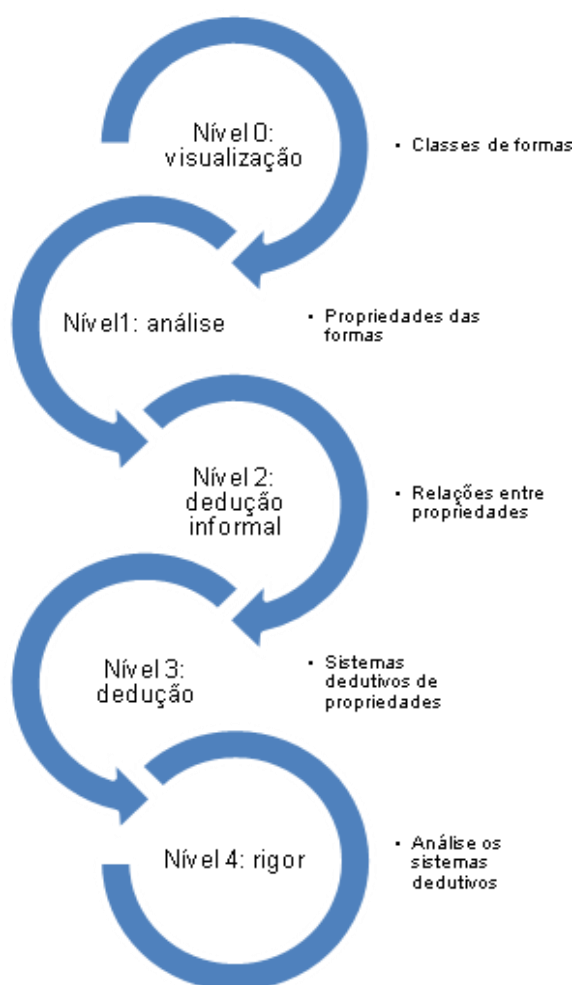 Nível 0:
visualização
• Classes de formas
Nível1: análise
• Propriedades das
formas
Nível 2:
dedução
informal
• Relações entre
propriedades
Nível 3:
dedução
• Sistemas
dedutivos de
propriedades
Nível 4: rigor
• Análise os
sistemas
dedutivos